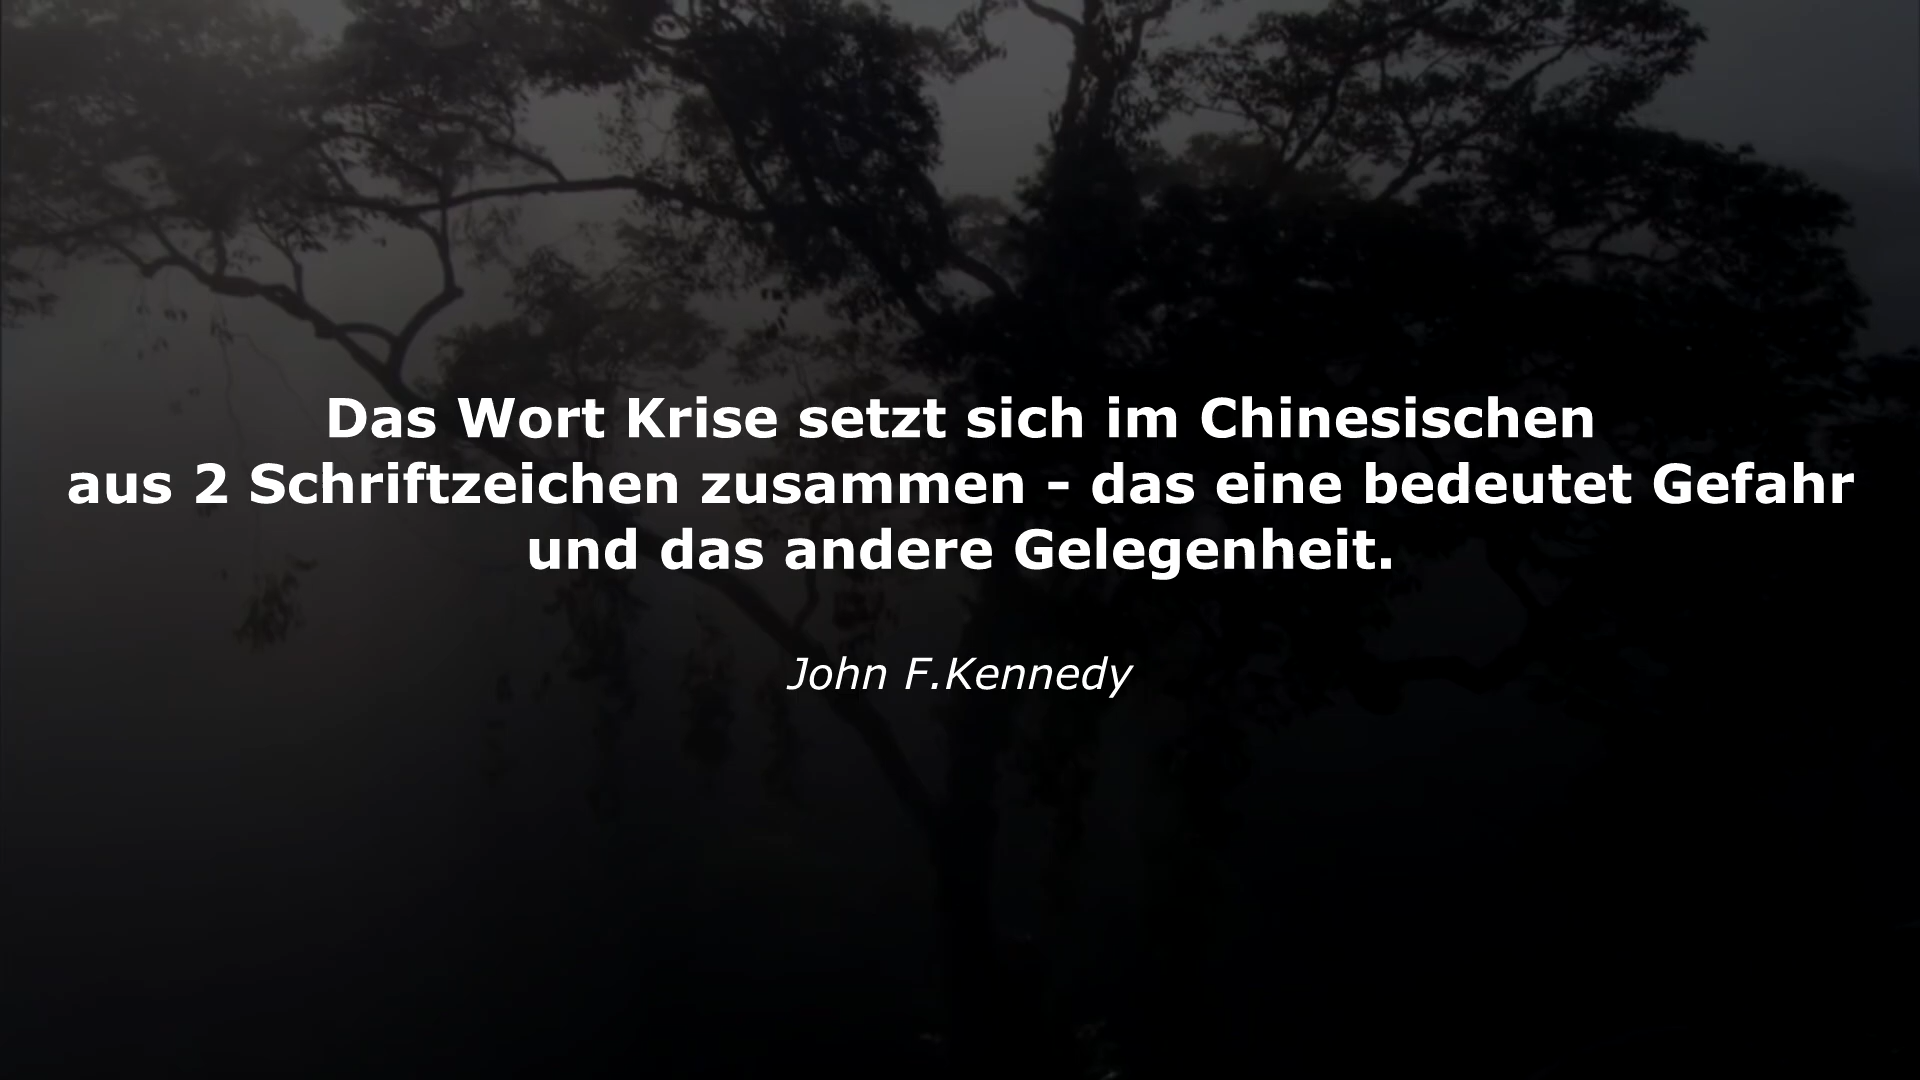 Das Wort Krise setzt sich im Chinesischen
aus 2 Schriftzeichen zusammen - das eine bedeutet Gefahr
und das andere Gelegenheit.
John F.Kennedy